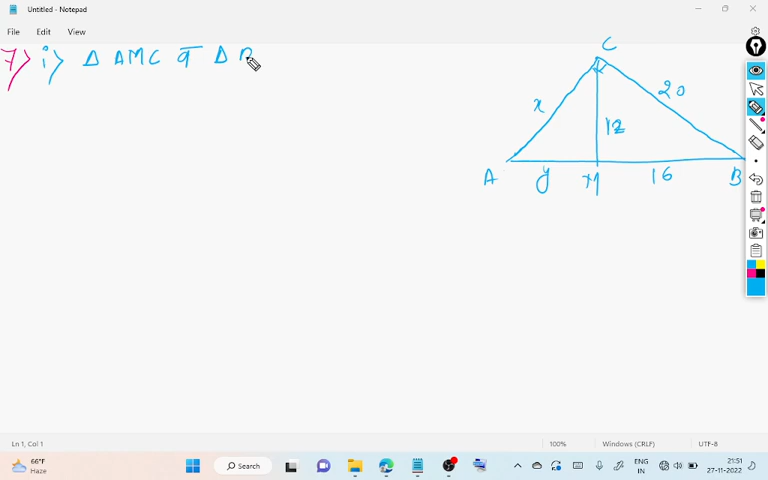 Untitled - Notepad
File Edit View
7) i) Δ AMC व Δ
C
x
20
12
A y M 16 B
Ln 1, Col 1
100%
Windows (CRLF)
UTF-8
66°F
Haze
Search
ENG
IN
21:51
27-11-2022